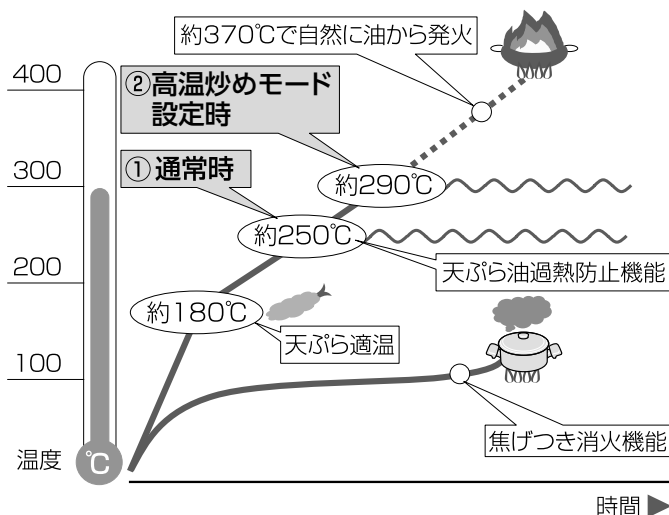 約370℃で自然に油から発火
400
②高温炒めモード
設定時
300
①通常時
約290℃
約250℃
200
天ぷら油過熱防止機能
約180℃
天ぷら適温
100
焦げつき消火機能
温度
℃
時間▶